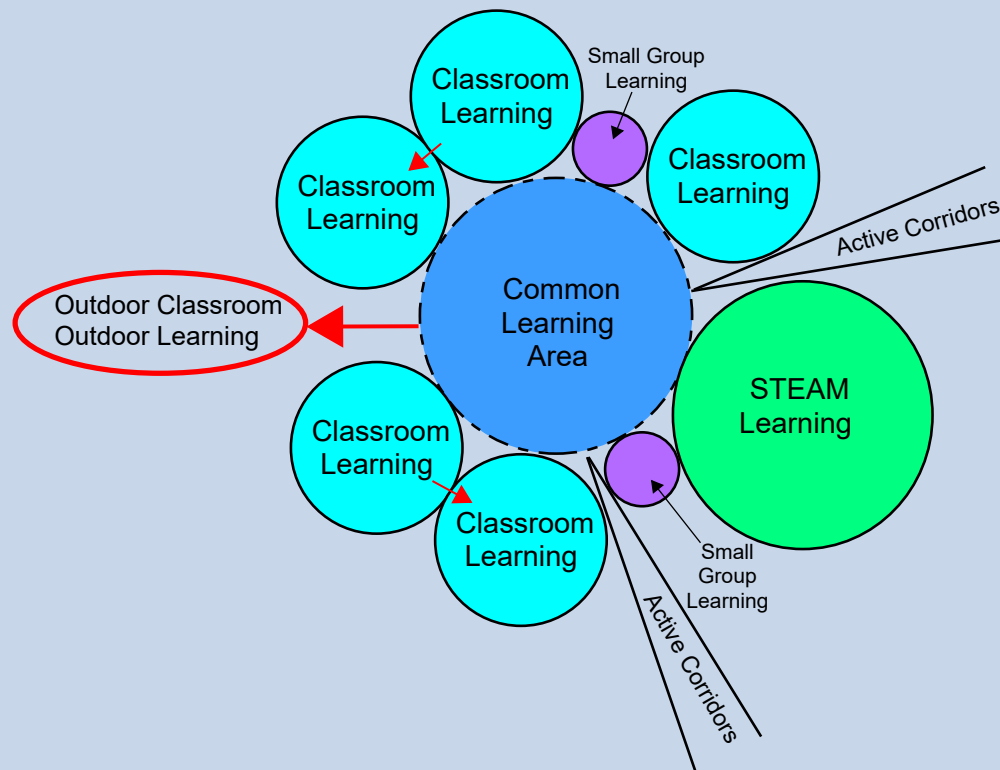 Small Group
Learning
Classroom
Learning
Classroom
Learning
Classroom
Learning
Active Corridors
Outdoor Classroom
Outdoor Learning
Common
Learning
Area
STEAM
Learning
Classroom
Learning
Classroom
Learning
Small
Group
Learning
Active Corridors